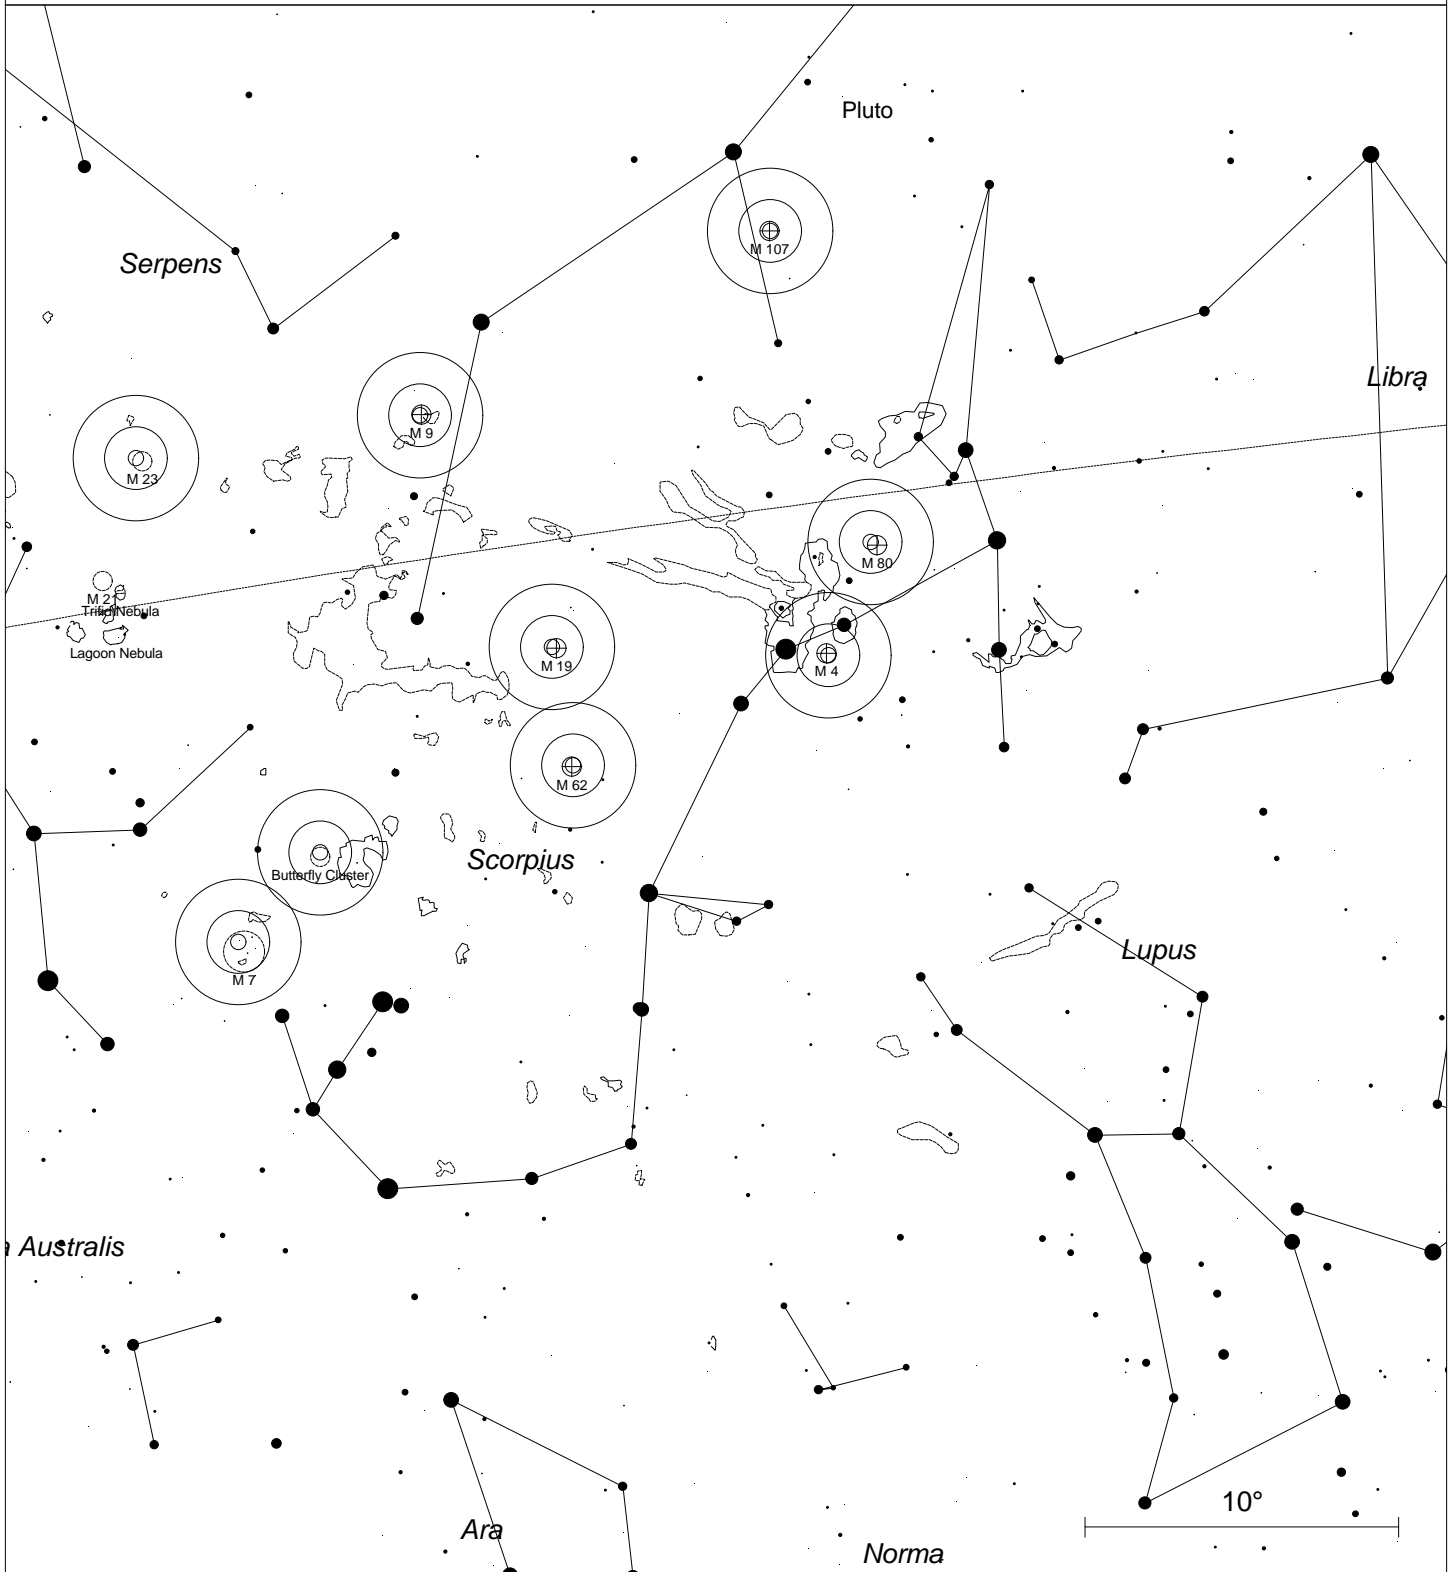 Pluto
M 107
Serpens
Libra
M 9
M 23
M 80
M 21
Trifid Nebula
Lagoon Nebula
M 19
M 4
M 62
Scorpius
Butterfly Cluster
Lupus
M 7
a Australis
10°
Ara
Norma